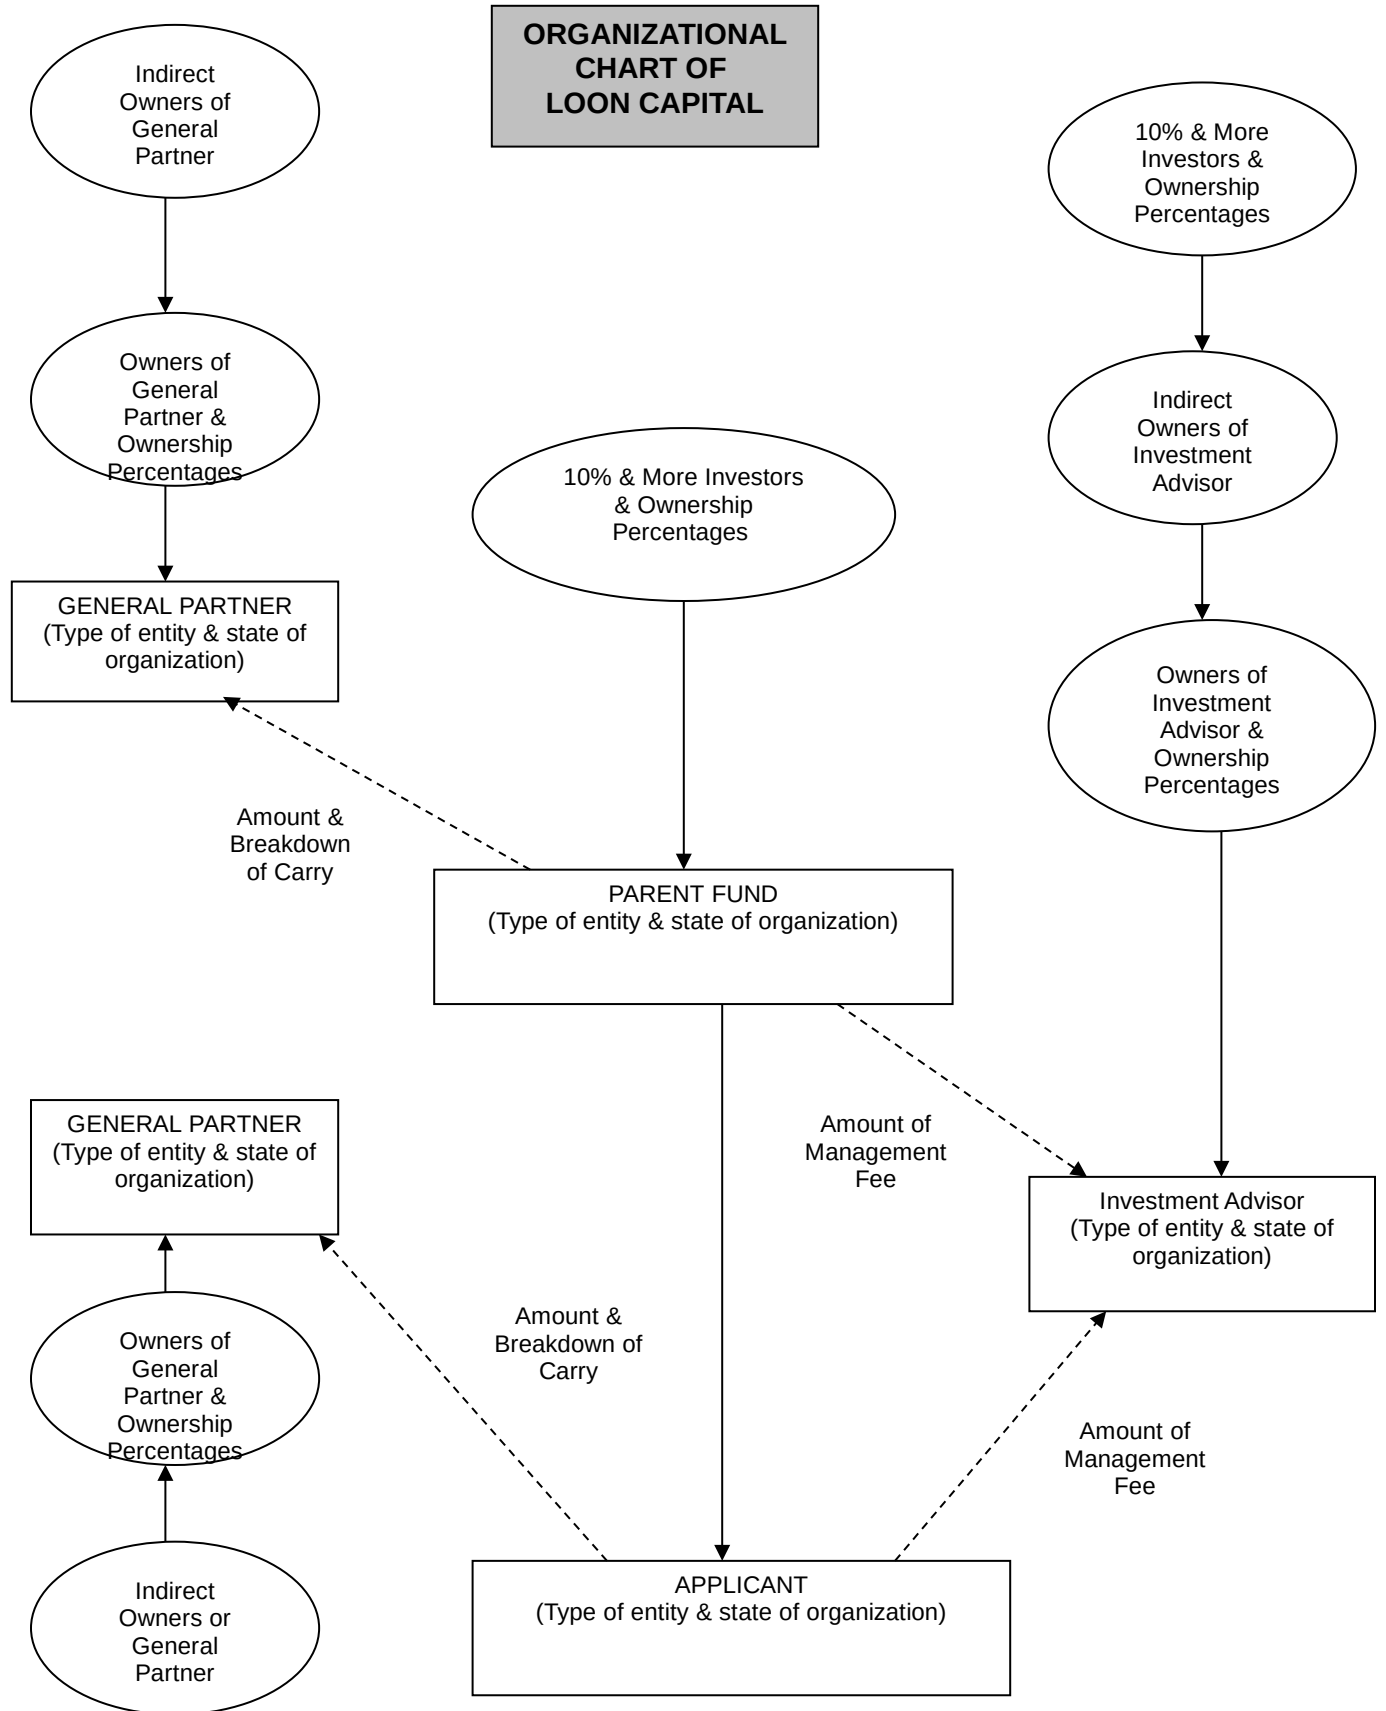 ORGANIZATIONAL
CHART OF
LOON CAPITAL
Indirect
Owners of
General
Partner
10% & More
Investors &
Ownership
Percentages
Owners of
General
Partner &
Ownership
Percentages
Indirect
Owners of
Investment
Advisor
10% & More Investors
& Ownership
Percentages
GENERAL PARTNER
(Type of entity & state of
organization)
Owners of
Investment
Advisor &
Ownership
Percentages
Amount &
Breakdown
of Carry
PARENT FUND
(Type of entity & state of organization)
GENERAL PARTNER
(Type of entity & state of
organization)
Amount of
Management
Fee
Investment Advisor
(Type of entity & state of
organization)
Owners of
General
Partner &
Ownership
Percentages
Amount &
Breakdown of
Carry
Amount of
Management
Fee
Indirect
Owners or
General
Partner
APPLICANT
(Type of entity & state of organization)